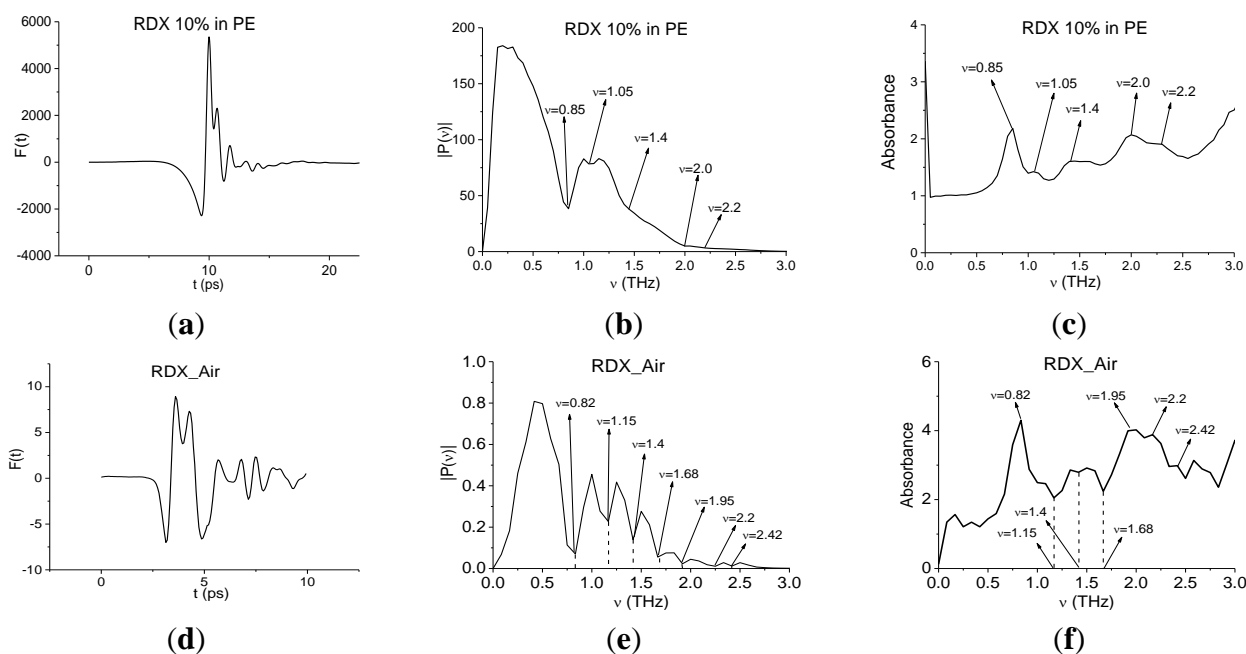 RDX 10% in PE
F(t)
6000
4000
2000
0
-2000
-4000
0
10
20
t (ps)
(a)
RDX 10% in PE
|P(ν)|
200
150
100
50
0
ν=0.85
ν=1.05
ν=1.4
ν=2.0
ν=2.2
0.0 0.5 1.0 1.5 2.0 2.5 3.0
ν (THz)
(b)
RDX 10% in PE
Absorbance
4
3
2
1
0
ν=0.85
ν=1.05
ν=1.4
ν=2.0
ν=2.2
0.0 0.5 1.0 1.5 2.0 2.5 3.0
ν (THz)
(c)
RDX_Air
F(t)
10
5
0
-5
-10
0
5
10
t (ps)
(d)
RDX_Air
|P(ν)|
1.0
0.8
0.6
0.4
0.2
0.0
ν=0.82
ν=1.15
ν=1.4
ν=1.68
ν=1.95
ν=2.2
ν=2.42
0.0 0.5 1.0 1.5 2.0 2.5 3.0
ν (THz)
(e)
RDX_Air
Absorbance
6
4
2
0
ν=0.82
ν=1.95
ν=2.2
ν=2.42
ν=1.4
ν=1.15
ν=1.68
0.0 0.5 1.0 1.5 2.0 2.5 3.0
ν (THz)
(f)